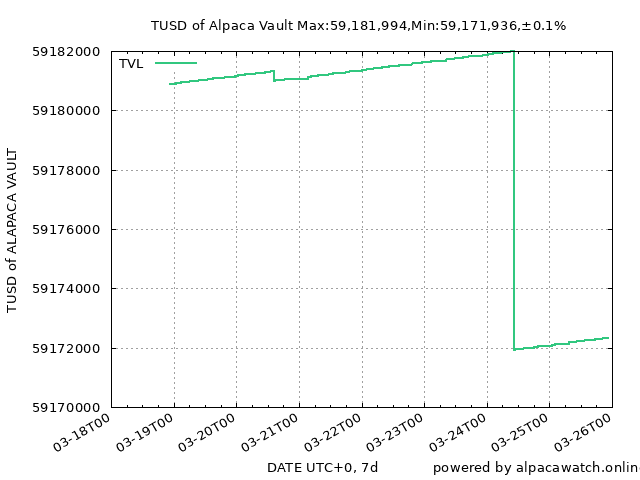 TUSD of Alpaca Vault Max:59,181,994,Min:59,171,936,±0.1%
TVL
59182000
59180000
59178000
59176000
59174000
59172000
59170000
TUSD of ALAPACA VAULT
03-18T00
03-19T00
03-20T00
03-21T00
03-22T00
03-23T00
03-24T00
03-25T00
03-26T00
DATE UTC+0, 7d
powered by alpacawatch.onlin